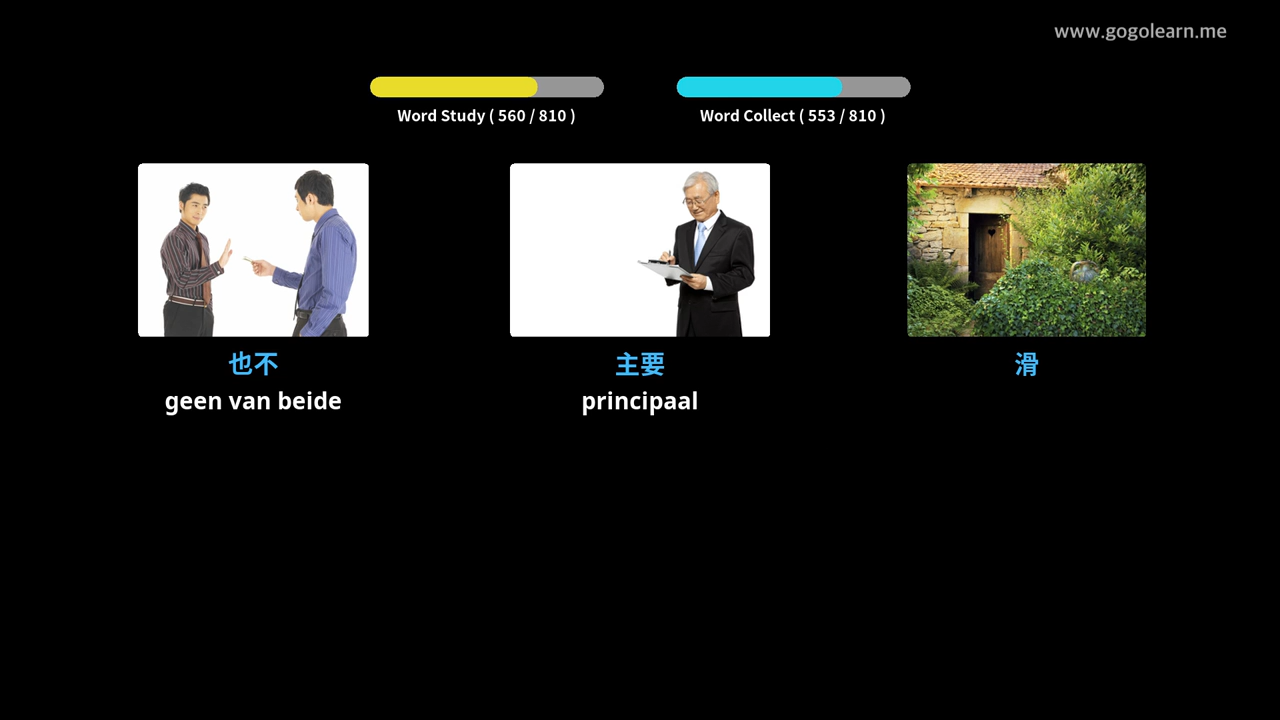 www.gogolearn.me
Word Study ( 560 / 810 )
Word Collect ( 553 / 810 )
也不
geen van beide
主要
principaal
滑